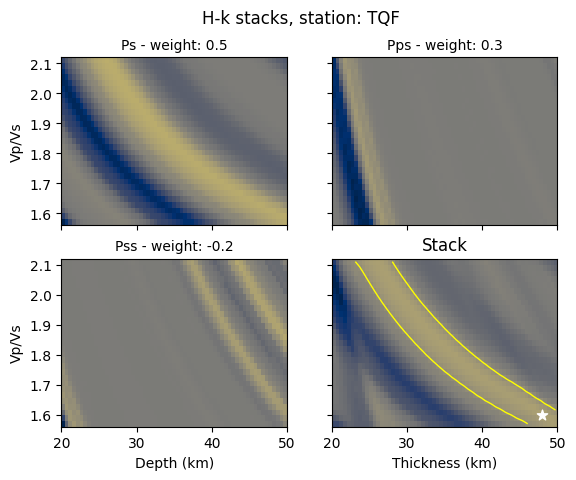 H-k stacks, station: TQF
Ps - weight: 0.5
Pps - weight: 0.3
Vp/Vs
2.1
2.0
1.9
1.8
1.7
1.6
Pss - weight: -0.2
Stack
Vp/Vs
2.1
2.0
1.9
1.8
1.7
1.6
20 30 40 50
20 30 40 50
Depth (km)
Thickness (km)